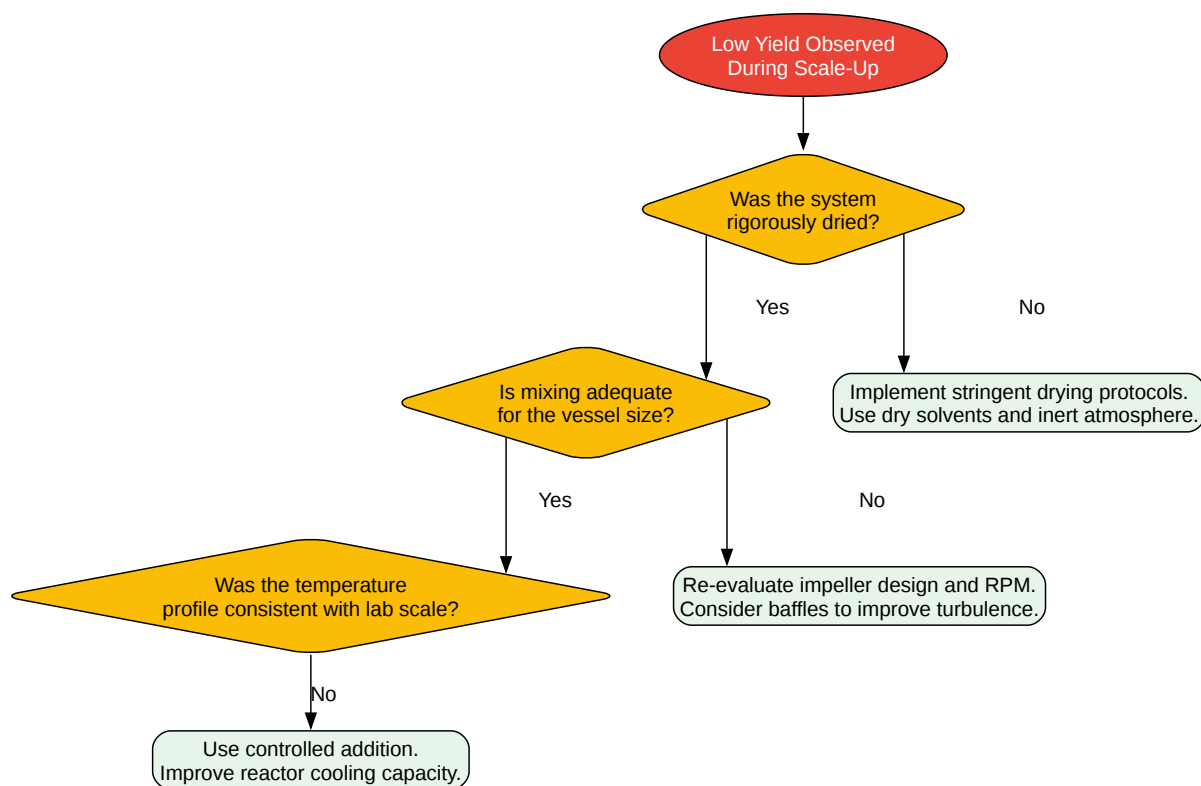 Low Yield Observed
During Scale-Up
Was the system
rigorously dried?
Yes
No
Is mixing adequate
for the vessel size?
Implement stringent drying protocols.
Use dry solvents and inert atmosphere.
Yes
No
Was the temperature
profile consistent with lab scale?
Re-evaluate impeller design and RPM.
Consider baffles to improve turbulence.
No
Use controlled addition.
Improve reactor cooling capacity.